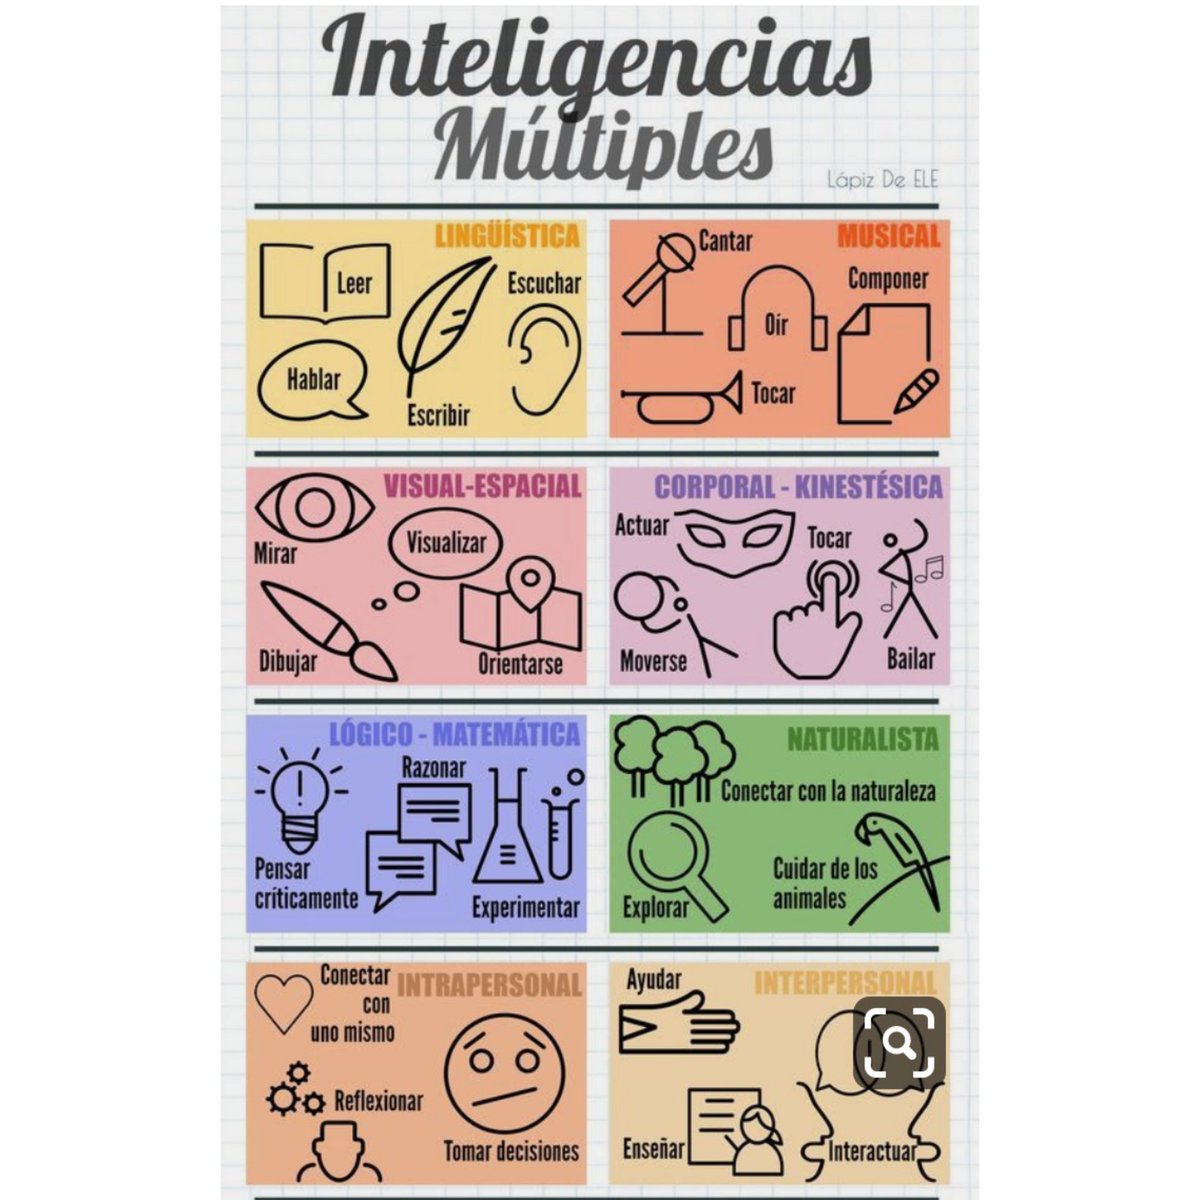 Inteligencias
Múltiples
Lápiz De ELE
LINGÜÍSTICA
Leer
Escuchar
Hablar
Escribir
MUSICAL
Cantar
Componer
Oír
Tocar
VISUAL-ESPACIAL
Mirar
Visualizar
Dibujar
Orientarse
CORPORAL - KINESTÉSICA
Actuar
Tocar
Moverse
Bailar
LÓGICO - MATEMÁTICA
Razonar
Pensar
críticamente
Experimentar
NATURALISTA
Conectar con la naturaleza
Cuidar de los
animales
Explorar
INTRAPERSONAL
Conectar
con
uno mismo
Reflexionar
Tomar decisiones
INTERPERSONAL
Ayudar
Enseñar
Interactuar